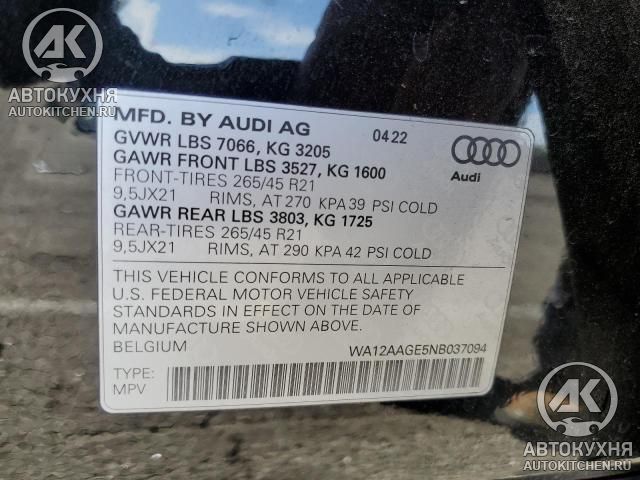 АК
АВТОКУХНЯ
AUTOKITCHEN.RU
MFD. BY AUDI AG 04.22
GVWR LBS 7066, KG 3205
GAWR FRONT LBS 3527, KG 1600
FRONT-TIRES 265/45 R21
9,5JX21 RIMS, AT 270 KPA 39 PSI COLD
GAWR REAR LBS 3803, KG 1725
REAR-TIRES 265/45 R21
9,5JX21 RIMS, AT 290 KPA 42 PSI COLD
Audi
THIS VEHICLE CONFORMS TO ALL APPLICABLE
U.S. FEDERAL MOTOR VEHICLE SAFETY
STANDARDS IN EFFECT ON THE DATE OF
MANUFACTURE SHOWN ABOVE.
BELGIUM WA12AAGE5NB037094
TYPE:
MPV
АК
АВТОКУХНЯ
AUTOKITCHEN.RU